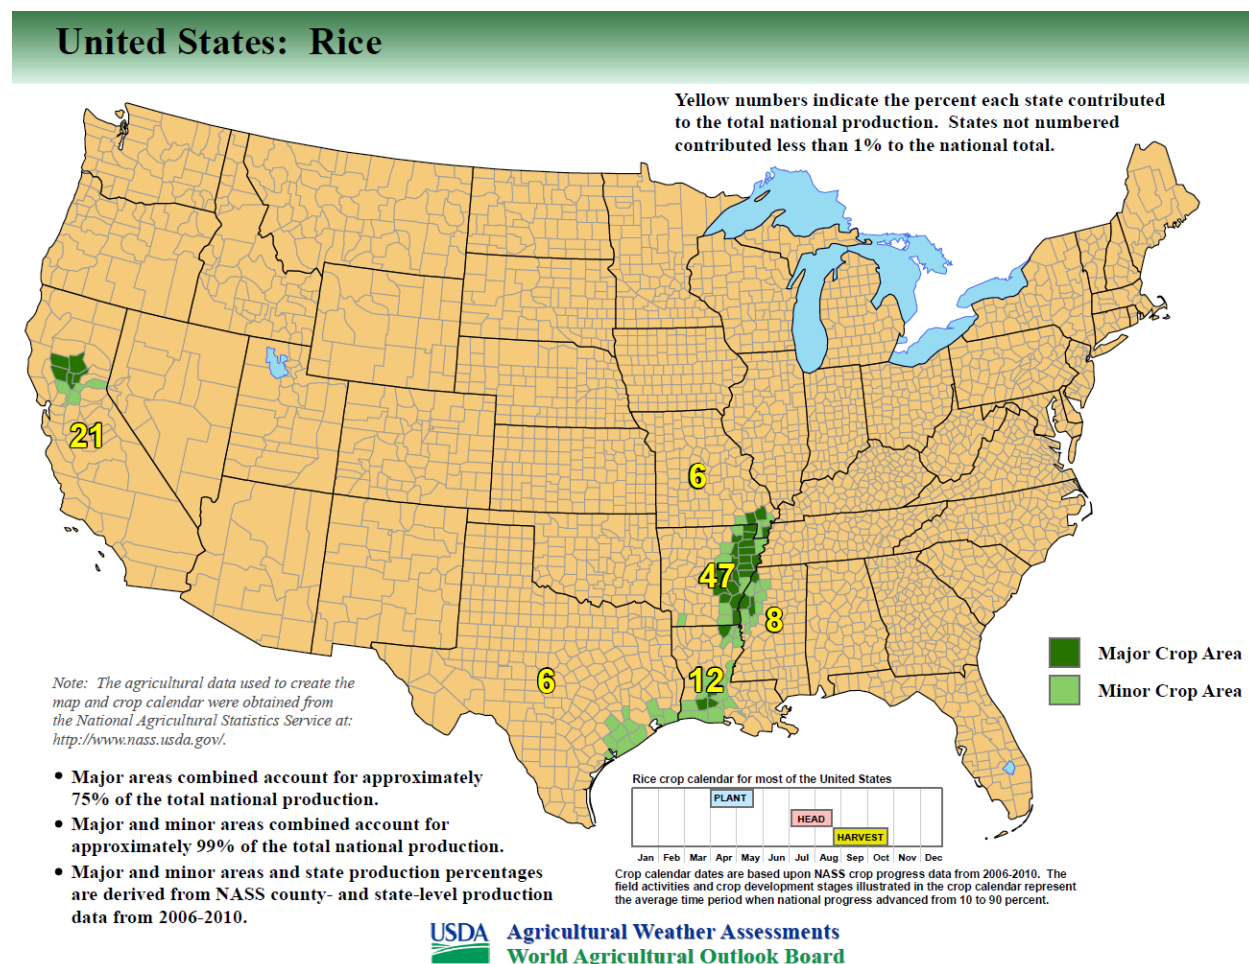 United States: Rice
Yellow numbers indicate the percent each state contributed
to the total national production. States not numbered
contributed less than 1% to the national total.
21
6
47
8
6
12
Major Crop Area
Minor Crop Area
Note: The agricultural data used to create the
map and crop calendar were obtained from
the National Agricultural Statistics Service at:
http://www.nass.usda.gov/.
• Major areas combined account for approximately
75% of the total national production.
• Major and minor areas combined account for
approximately 99% of the total national production.
• Major and minor areas and state production percentages
are derived from NASS county- and state-level production
data from 2006-2010.
Rice crop calendar for most of the United States
PLANT
HEAD
HARVEST
Jan Feb Mar Apr May Jun Jul Aug Sep Oct Nov Dec
Crop calendar dates are based upon NASS crop progress data from 2006-2010. The
field activities and crop development stages illustrated in the crop calendar represent
the average time period when national progress advanced from 10 to 90 percent.
USDA Agricultural Weather Assessments
World Agricultural Outlook Board